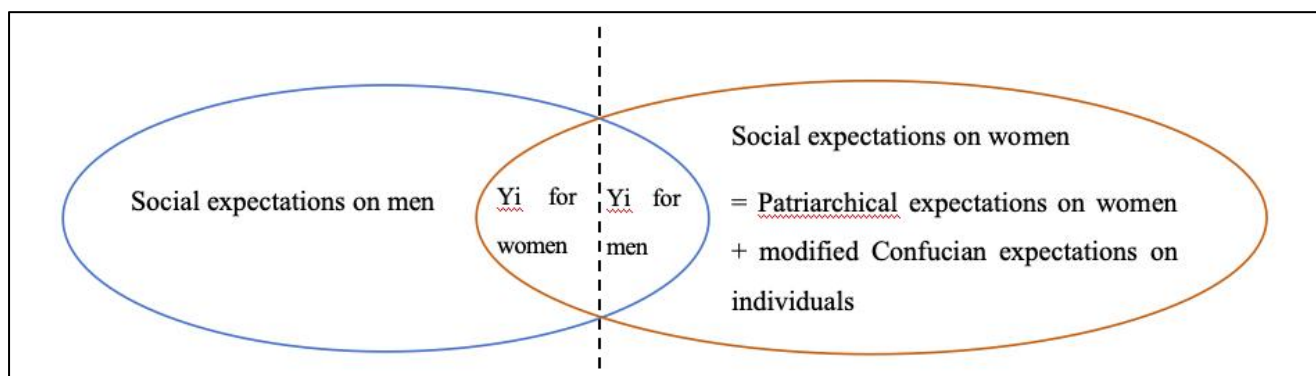 Social expectations on men
Yi for
women
Yi for
men
Social expectations on women
= Patriarchical expectations on women
+ modified Confucian expectations on
individuals